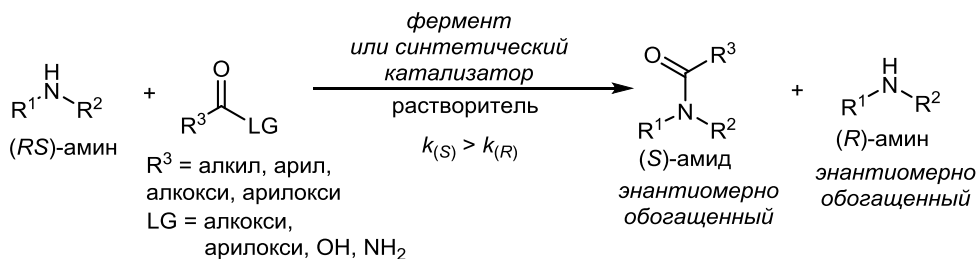 фермент
или синтетический
катализатор
растворитель
k(S) > k(R)
H
N
R¹ R²
(RS)-амин
+
O
R³ LG
R³ = алкил, арил,
алкокси, арилокси
LG = алкокси,
арилокси, OH, NH₂
O R³
N
R¹ R²
(S)-амид
энантиомерно
обогащенный
+
H
N
R¹ R²
(R)-амин
энантиомерно
обогащенный